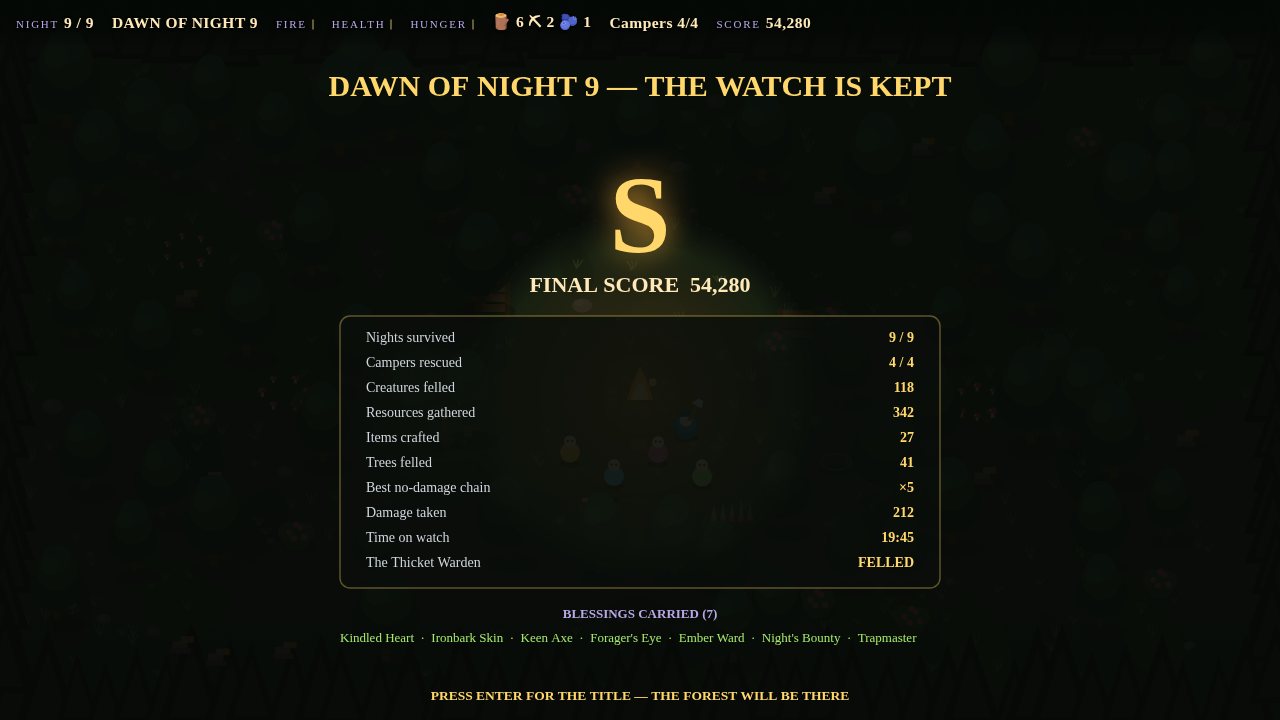 NIGHT 9 / 9 DAWN OF NIGHT 9 FIRE | HEALTH | HUNGER | 🪵 6 ⛏ 2 🫐 1 Campers 4/4 SCORE 54,280
DAWN OF NIGHT 9 — THE WATCH IS KEPT
S
FINAL SCORE 54,280
Nights survived 9 / 9
Campers rescued 4 / 4
Creatures felled 118
Resources gathered 342
Items crafted 27
Trees felled 41
Best no-damage chain ×5
Damage taken 212
Time on watch 19:45
The Thicket Warden FELLED
BLESSINGS CARRIED (7)
Kindled Heart · Ironbark Skin · Keen Axe · Forager's Eye · Ember Ward · Night's Bounty · Trapmaster
PRESS ENTER FOR THE TITLE — THE FOREST WILL BE THERE